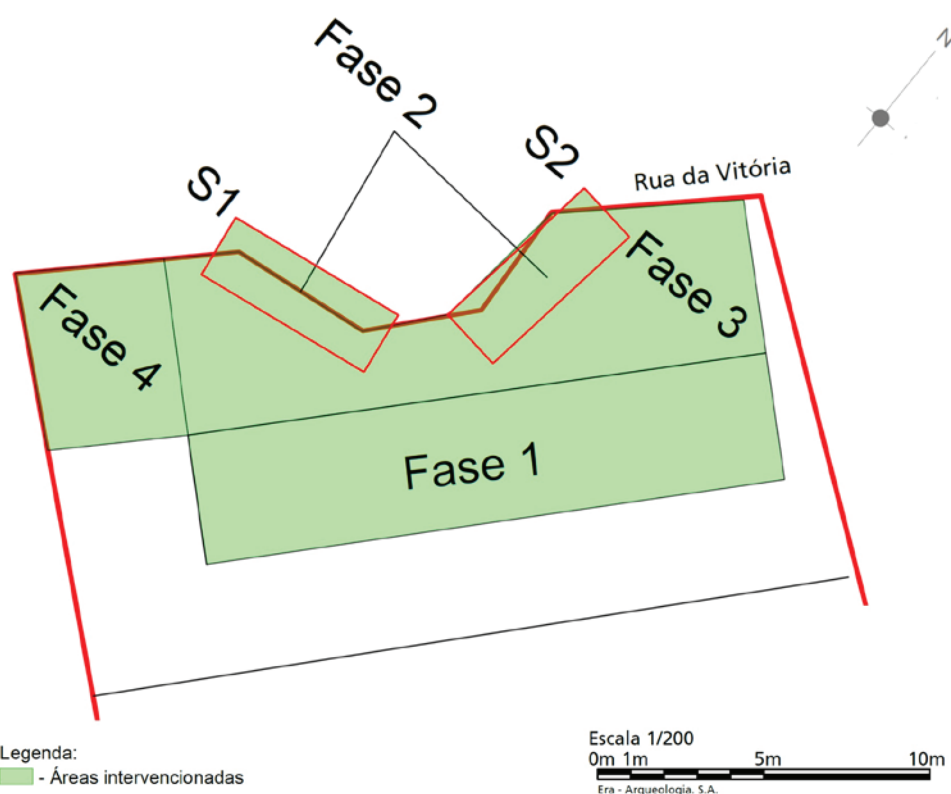 Fase 2
N
S1
S2
Rua da Vitória
Fase 3
Fase 4
Fase 1
Legenda:
- Áreas intervencionadas
Escala 1/200
0m 1m 5m 10m
Era - Arqueologia, S.A.